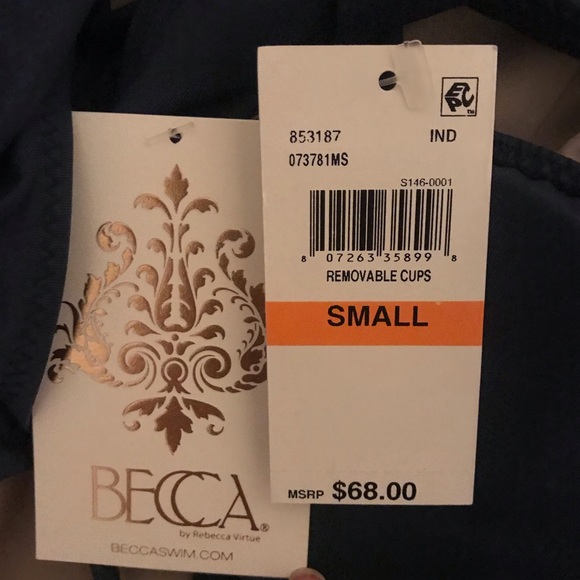 BECCA®
by Rebecca Virtue
BECCASWIM.COM
EPC™
853187 IND
073781MS
S146-0001
8 07263 35899 8
REMOVABLE CUPS
SMALL
MSRP $68.00